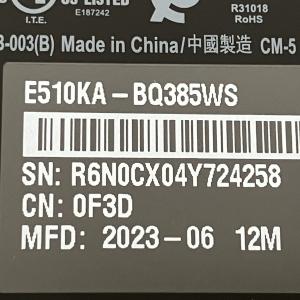 LISTED R31018
I.T.E. E187242 RoHS
3-003(B) Made in China/中國製造 CM-5
E510KA-BQ385WS
SN: R6N0CX04Y724258
CN: 0F3D
MFD: 2023-06 12M